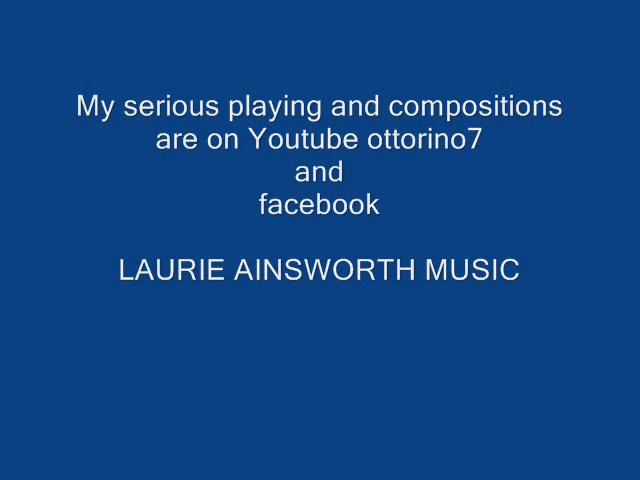 My serious playing and compositions
are on Youtube ottorino7
and
facebook
LAURIE AINSWORTH MUSIC